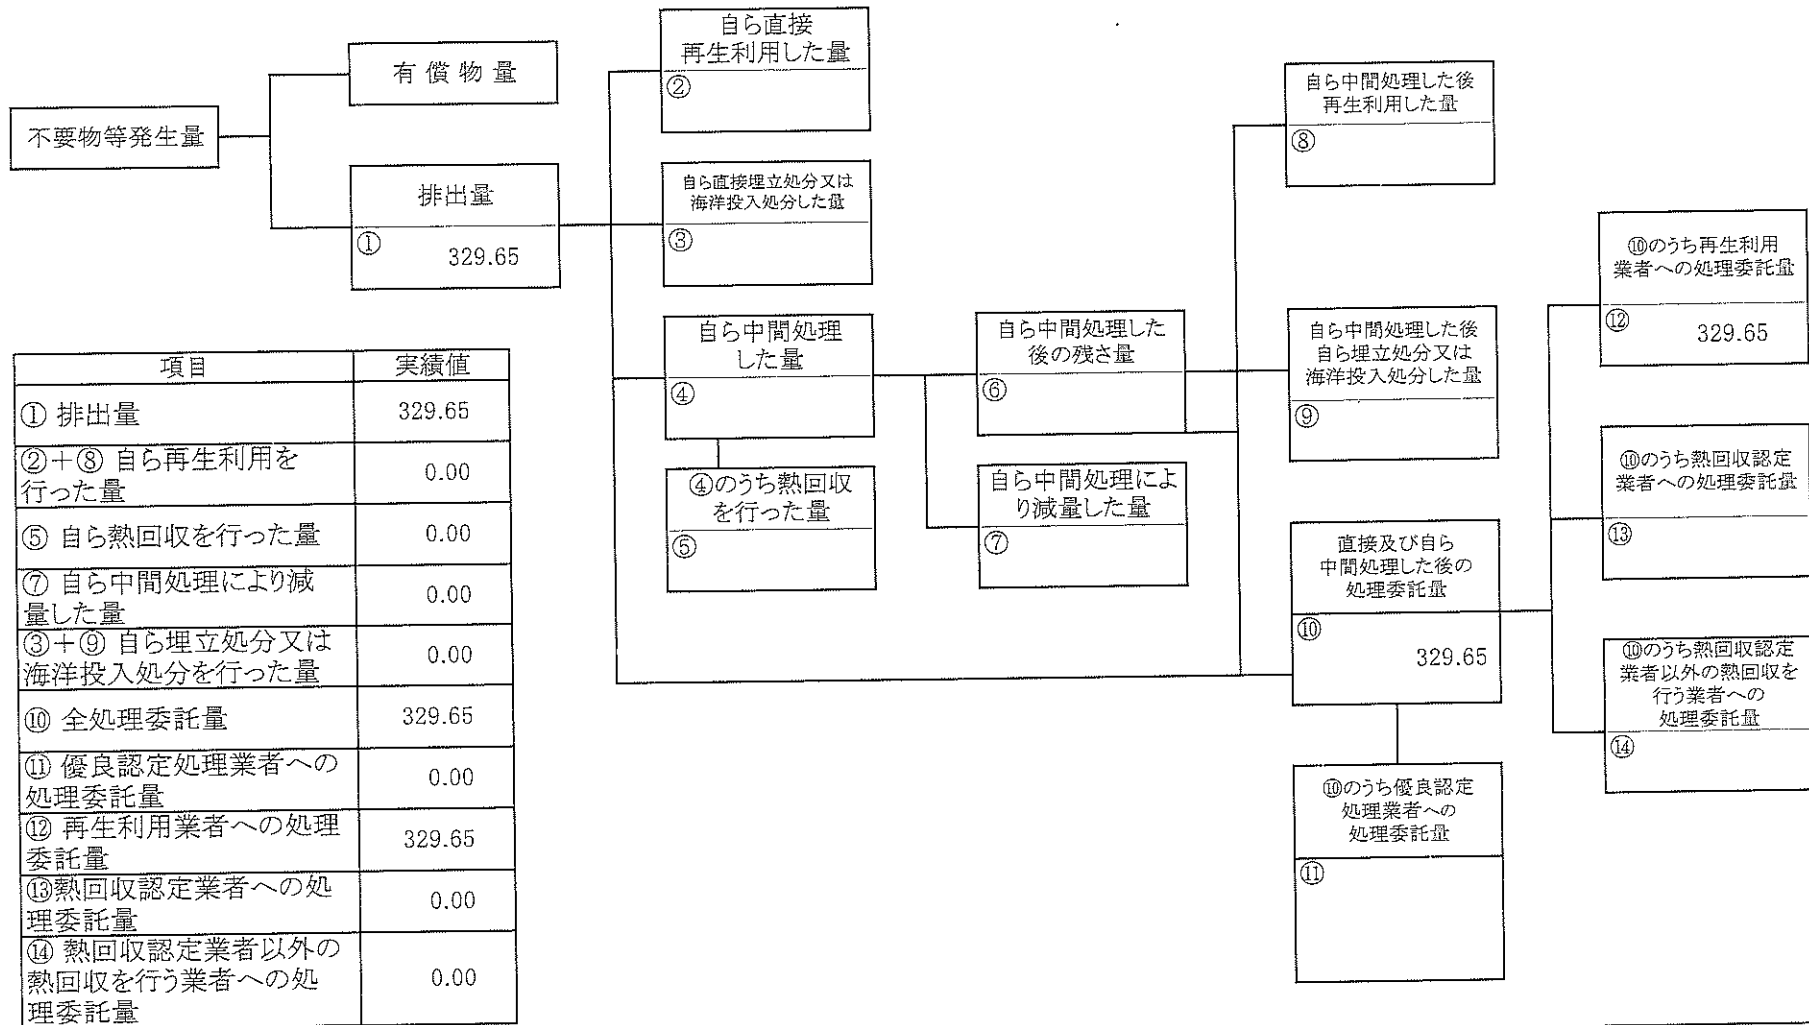 不要物等発生量
有償物量
排出量
①
329.65
自ら直接
再生利用した量
②
自ら直接埋立処分又は
海洋投入処分した量
③
自ら中間処理
した量
④
④のうち熱回収
を行った量
⑤
自ら中間処理した
後の残さ量
⑥
自ら中間処理によ
り減量した量
⑦
自ら中間処理した後
再生利用した量
⑧
自ら中間処理した後
自ら埋立処分又は
海洋投入処分した量
⑨
直接及び自ら
中間処理した後の
処理委託量
⑩
329.65
⑩のうち優良認定
処理業者への
処理委託量
⑪
⑩のうち再生利用
業者への処理委託量
⑫
329.65
⑩のうち熱回収認定
業者への処理委託量
⑬
⑩のうち熱回収認定
業者以外の熱回収を
行う業者への
処理委託量
⑭
項目 実績値
① 排出量 329.65
②+⑧ 自ら再生利用を
行った量 0.00
⑤ 自ら熱回収を行った量 0.00
⑦ 自ら中間処理により減
量した量 0.00
③+⑨ 自ら埋立処分又は
海洋投入処分を行った量 0.00
⑩ 全処理委託量 329.65
⑪ 優良認定処理業者への
処理委託量 0.00
⑫ 再生利用業者への処理
委託量 329.65
⑬熱回収認定業者への処
理委託量 0.00
⑭ 熱回収認定業者以外の
熱回収を行う業者への処
理委託量 0.00